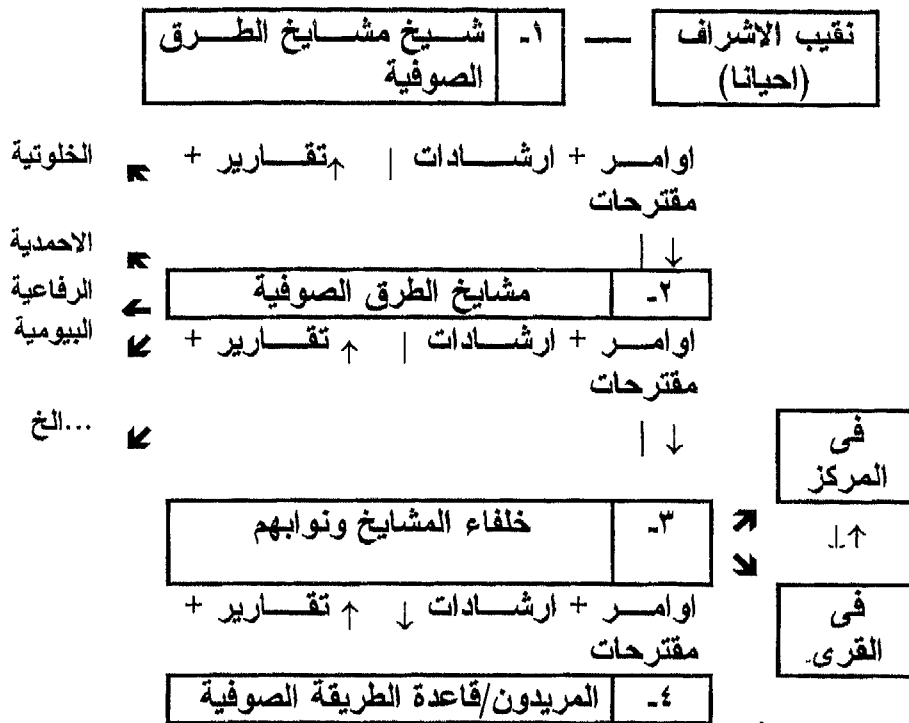 نقيب الاشراف — ١- شيخ مشايخ الطرق
(احيانا) الصوفية
اوامر + ارشادات | ↑تقارير + الخلوتية
مقترحات
| ↓ الاحمدية
٢- مشايخ الطرق الصوفية الرفاعية
اوامر + ارشادات | ↑ تقارير + البيومية
مقترحات
| ↓ ...الخ
فى
المركز
٣- خلفاء المشايخ ونوابهم
اوامر + ارشادات ↓ ↑ تقارير + فى
مقترحات القرى
٤- المريدون/قاعدة الطريقة الصوفية